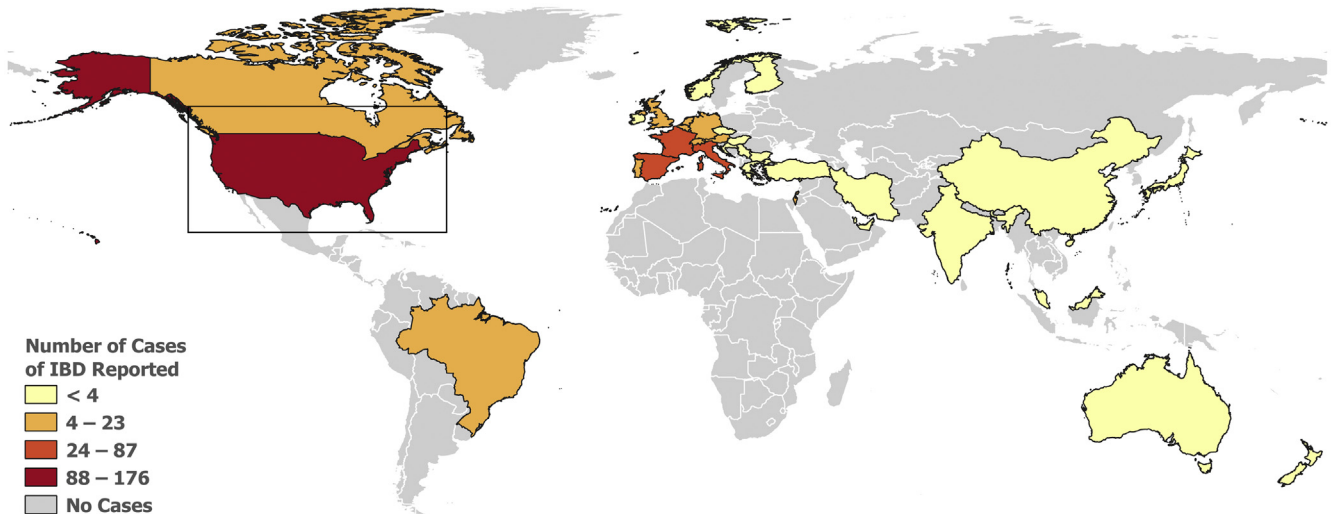 Number of Cases
of IBD Reported
< 4
4 – 23
24 – 87
88 – 176
No Cases